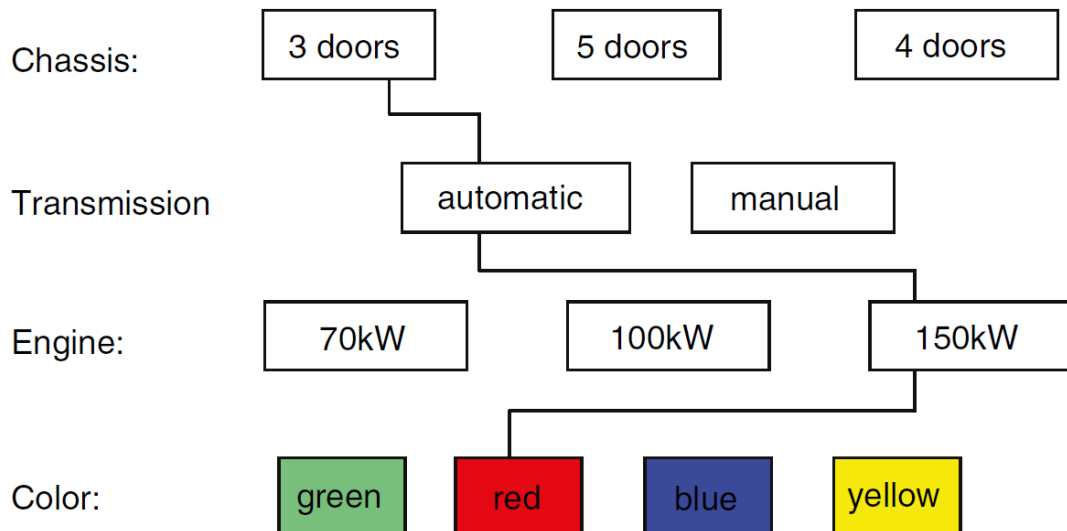 Chassis: 3 doors 5 doors 4 doors
Transmission automatic manual
Engine: 70kW 100kW 150kW
Color: green red blue yellow